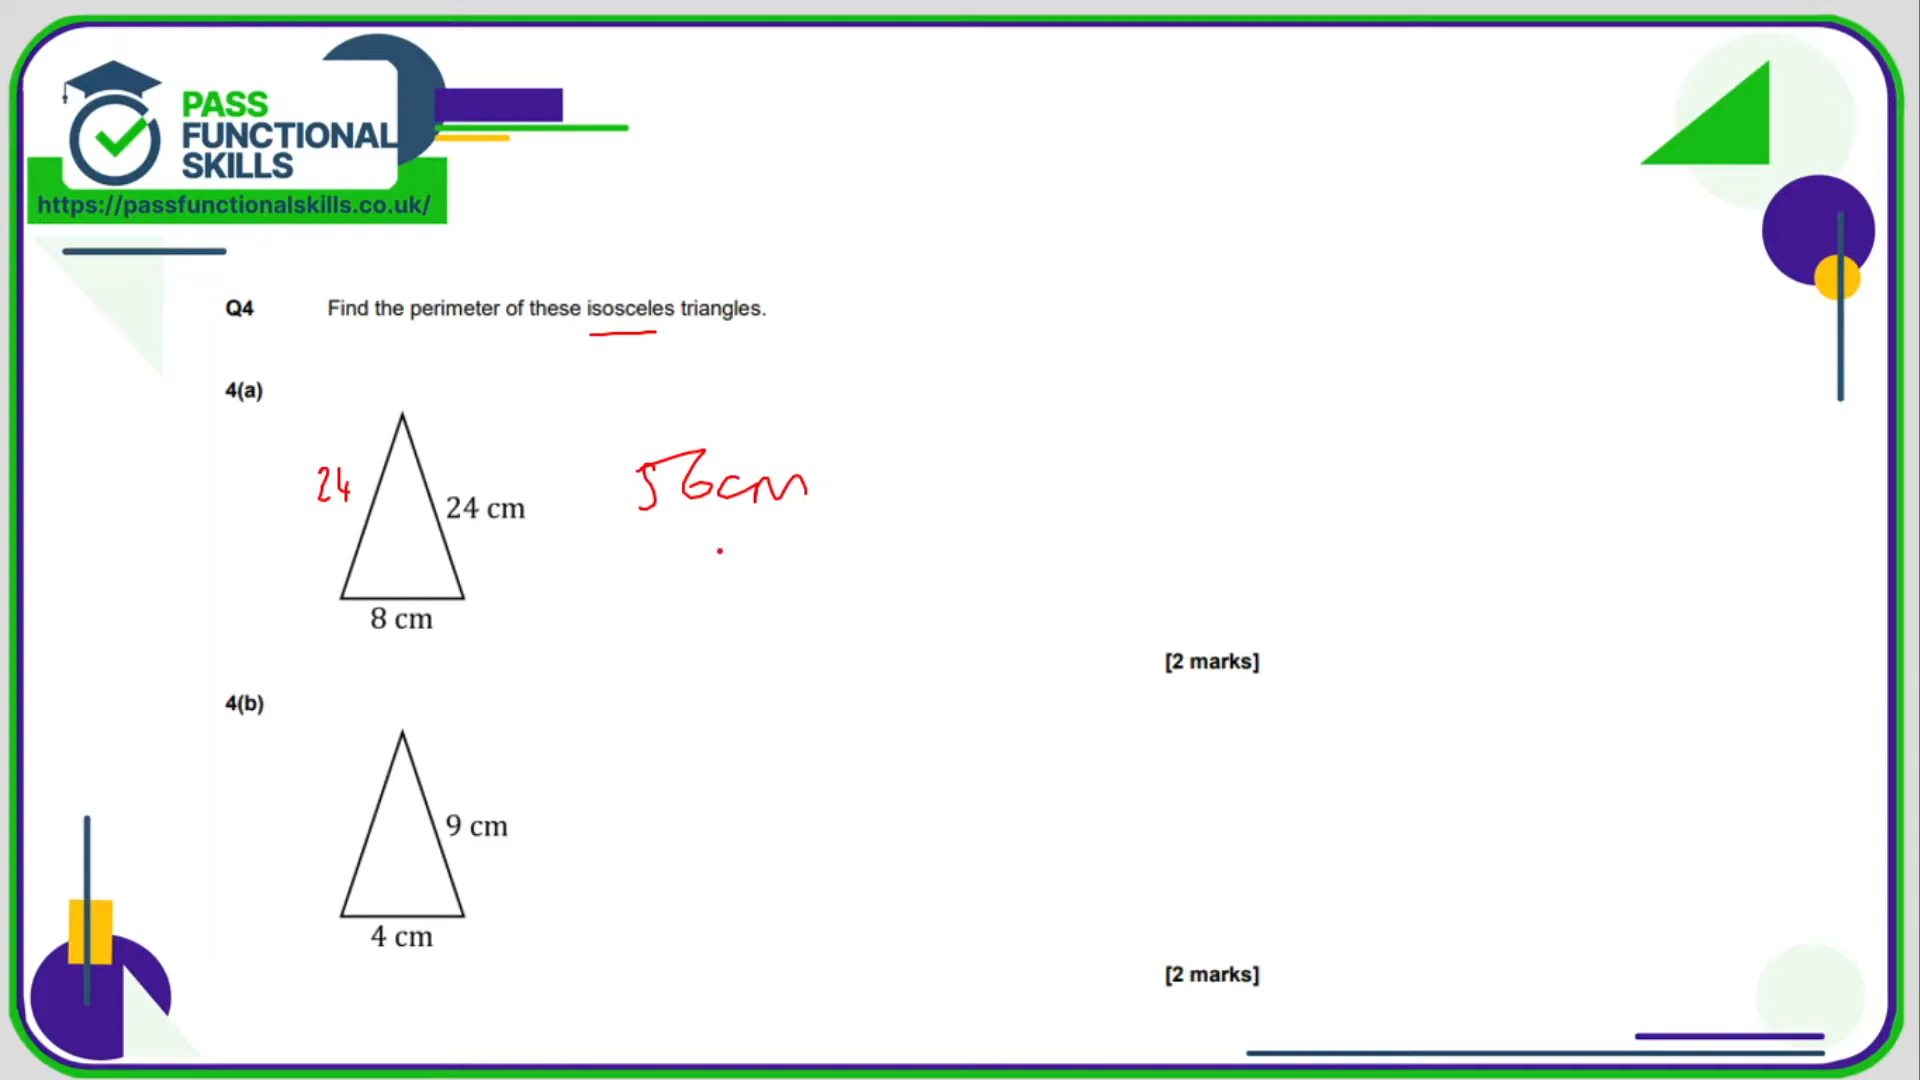 PASS
FUNCTIONAL
SKILLS
https://passfunctionalskills.co.uk/
Q4 Find the perimeter of these isosceles triangles.
4(a)
24
24 cm
56cm
8 cm
[2 marks]
4(b)
9 cm
4 cm
[2 marks]